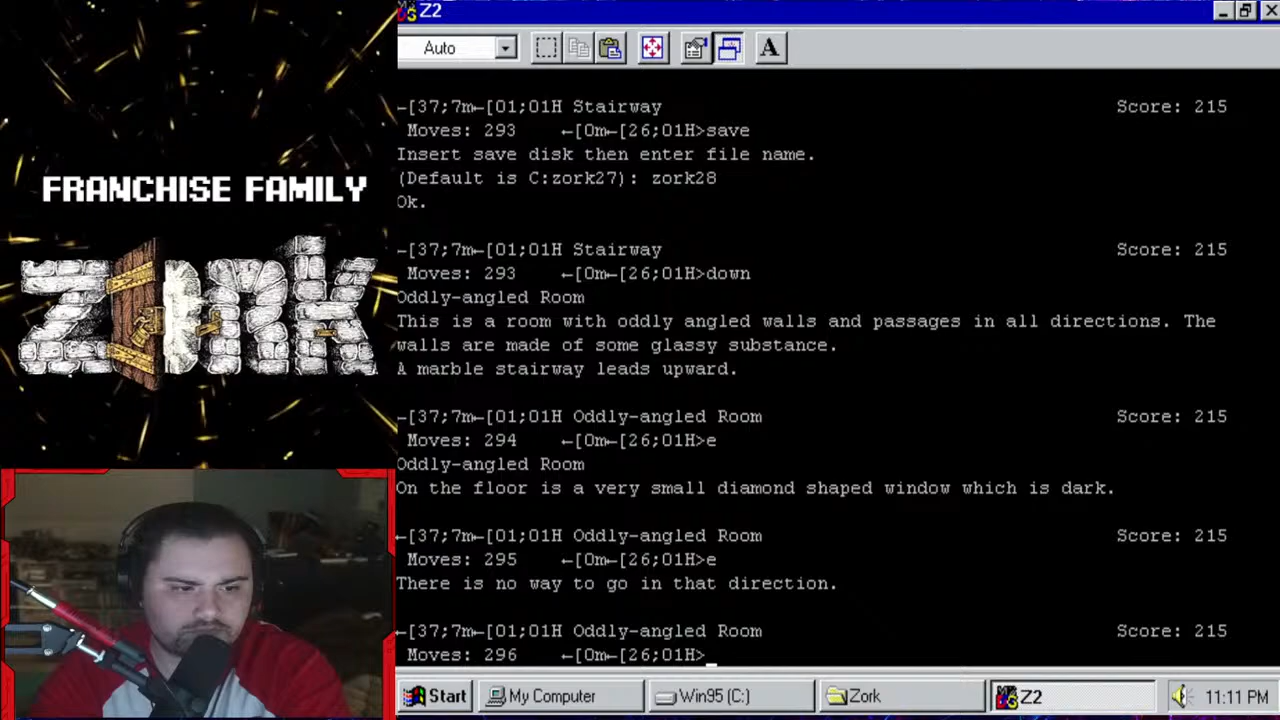 FRANCHISE FAMILY
ZORK
Z2
Auto
A
←[37;7m←[01;01H Stairway Score: 215
Moves: 293 ←[0m←[26;01H>save
Insert save disk then enter file name.
(Default is C:zork27): zork28
Ok.
←[37;7m←[01;01H Stairway Score: 215
Moves: 293 ←[0m←[26;01H>down
Oddly-angled Room
This is a room with oddly angled walls and passages in all directions. The
walls are made of some glassy substance.
A marble stairway leads upward.
←[37;7m←[01;01H Oddly-angled Room Score: 215
Moves: 294 ←[0m←[26;01H>e
Oddly-angled Room
On the floor is a very small diamond shaped window which is dark.
←[37;7m←[01;01H Oddly-angled Room Score: 215
Moves: 295 ←[0m←[26;01H>e
There is no way to go in that direction.
←[37;7m←[01;01H Oddly-angled Room Score: 215
Moves: 296 ←[0m←[26;01H>_
Start My Computer Win95 (C:) Zork Z2 11:11 PM